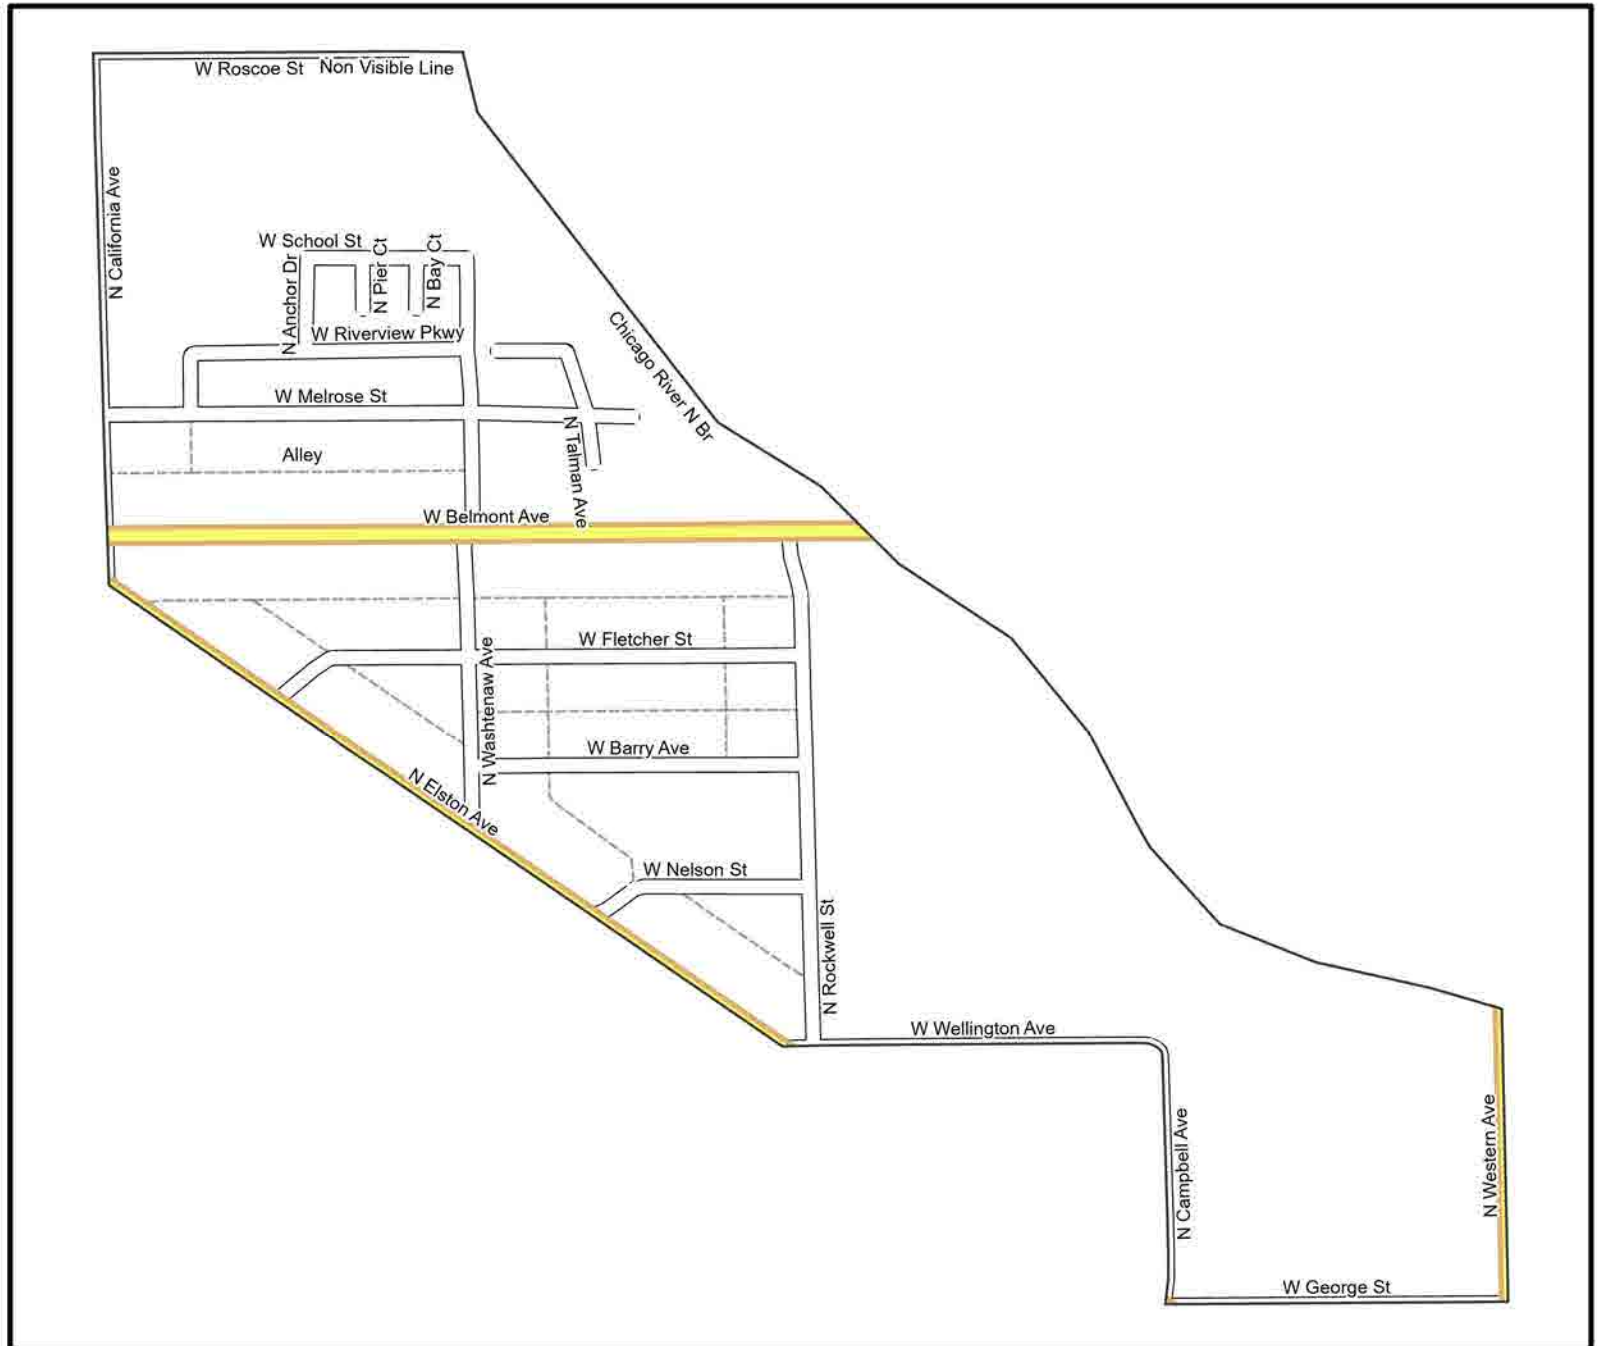 W Roscoe St
Non Visible Line
N California Ave
W School St
N Anchor Dr
N Pier Ct
N Bay Ct
W Riverview Pkwy
Chicago River N Br
W Melrose St
N Talman Ave
Alley
W Belmont Ave
W Fletcher St
N Washtenaw Ave
W Barry Ave
N Elston Ave
W Nelson St
N Rockwell St
W Wellington Ave
N Campbell Ave
N Western Ave
W George St